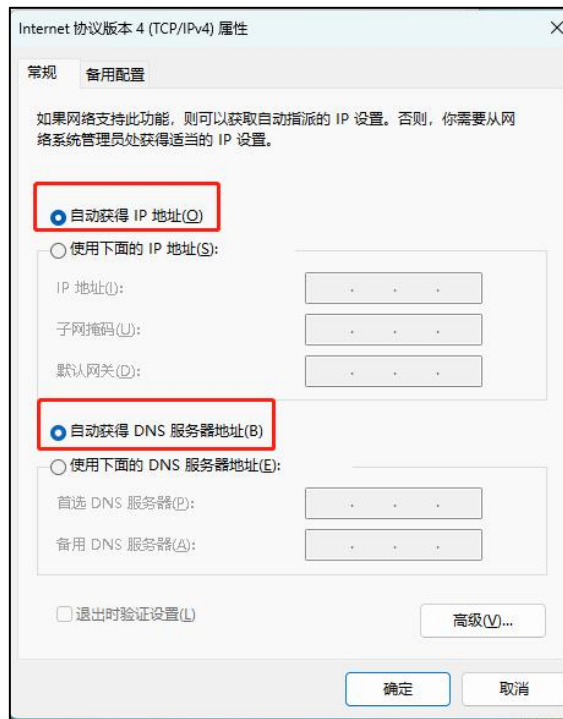 Internet 协议版本 4 (TCP/IPv4) 属性
常规
备用配置
如果网络支持此功能，则可以获取自动指派的 IP 设置。否则，你需要从网
络系统管理员处获得适当的 IP 设置。
自动获得 IP 地址(O)
使用下面的 IP 地址(S):
IP 地址(I):
子网掩码(U):
默认网关(D):
自动获得 DNS 服务器地址(B)
使用下面的 DNS 服务器地址(E):
首选 DNS 服务器(P):
备用 DNS 服务器(A):
退出时验证设置(L)
高级(V)...
确定
取消